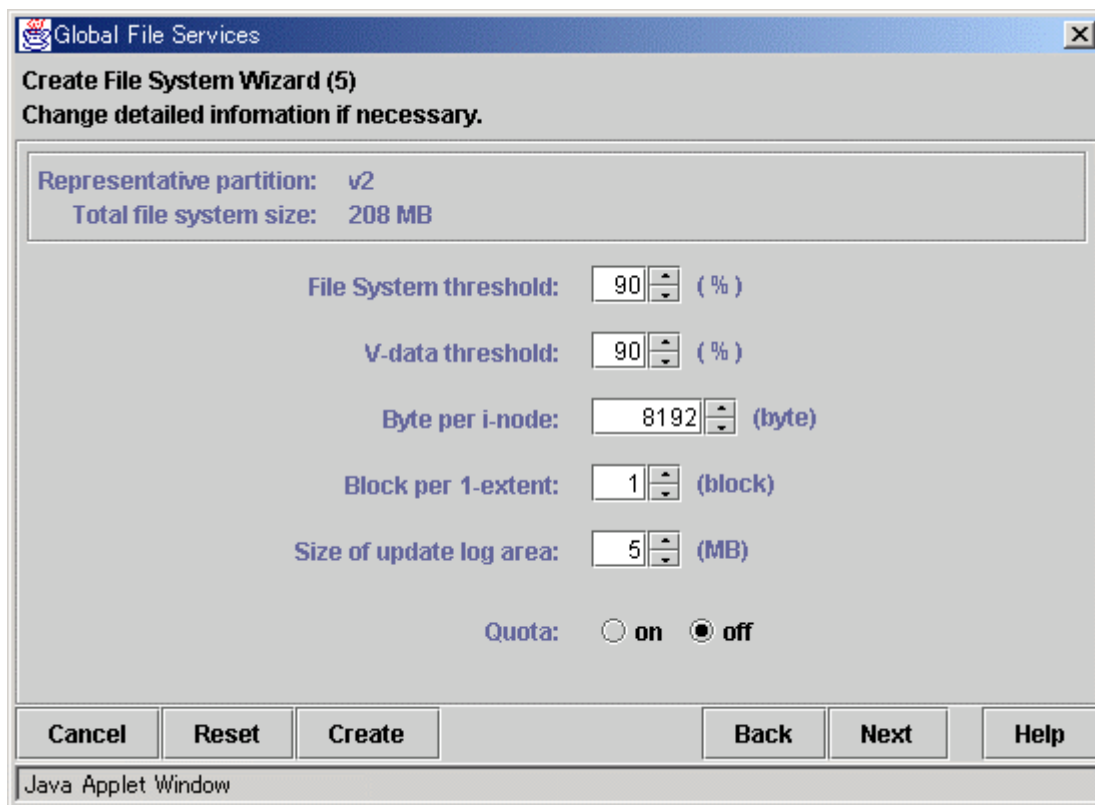 Global File Services
Create File System Wizard (5)
Change detailed infomation if necessary.
Representative partition: v2
Total file system size: 208 MB
File System threshold: 90 ( % )
V-data threshold: 90 ( % )
Byte per i-node: 8192 (byte)
Block per 1-extent: 1 (block)
Size of update log area: 5 (MB)
Quota: on off
Cancel Reset Create Back Next Help
Java Applet Window